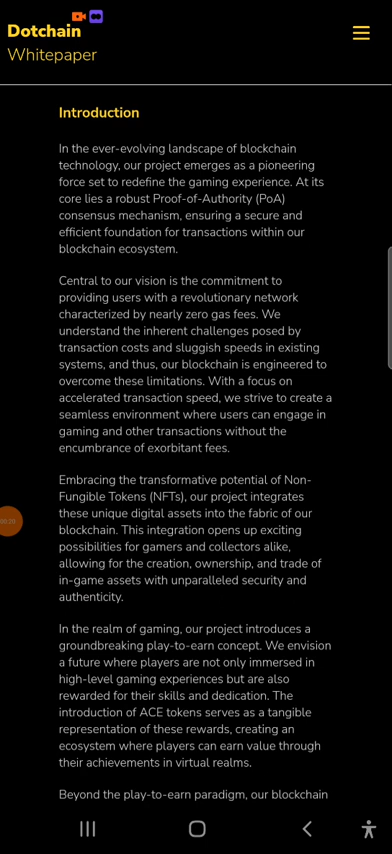 Dotchain
Whitepaper
Introduction
In the ever-evolving landscape of blockchain
technology, our project emerges as a pioneering
force set to redefine the gaming experience. At its
core lies a robust Proof-of-Authority (PoA)
consensus mechanism, ensuring a secure and
efficient foundation for transactions within our
blockchain ecosystem.
Central to our vision is the commitment to
providing users with a revolutionary network
characterized by nearly zero gas fees. We
understand the inherent challenges posed by
transaction costs and sluggish speeds in existing
systems, and thus, our blockchain is engineered to
overcome these limitations. With a focus on
accelerated transaction speed, we strive to create a
seamless environment where users can engage in
gaming and other transactions without the
encumbrance of exorbitant fees.
Embracing the transformative potential of Non-
Fungible Tokens (NFTs), our project integrates
these unique digital assets into the fabric of our
blockchain. This integration opens up exciting
possibilities for gamers and collectors alike,
allowing for the creation, ownership, and trade of
in-game assets with unparalleled security and
authenticity.
00:20
In the realm of gaming, our project introduces a
groundbreaking play-to-earn concept. We envision
a future where players are not only immersed in
high-level gaming experiences but are also
rewarded for their skills and dedication. The
introduction of ACE tokens serves as a tangible
representation of these rewards, creating an
ecosystem where players can earn value through
their achievements in virtual realms.
Beyond the play-to-earn paradigm, our blockchain